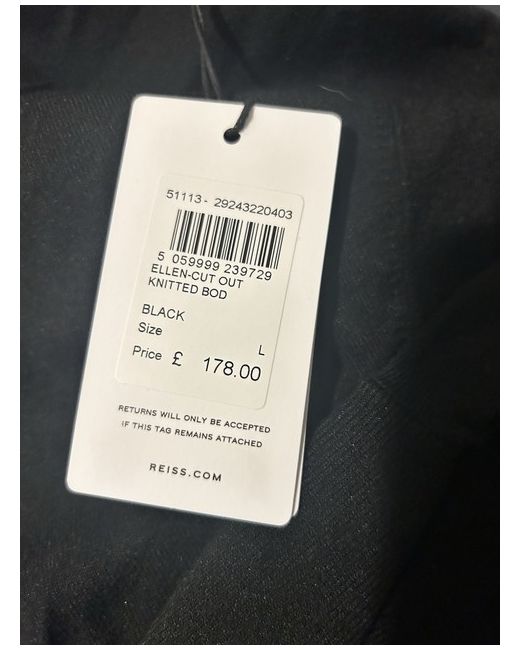 51113- 29243220403
5 059999 239729
ELLEN-CUT OUT
KNITTED BOD
BLACK
Size L
Price £ 178.00
RETURNS WILL ONLY BE ACCEPTED
IF THIS TAG REMAINS ATTACHED
REISS.COM